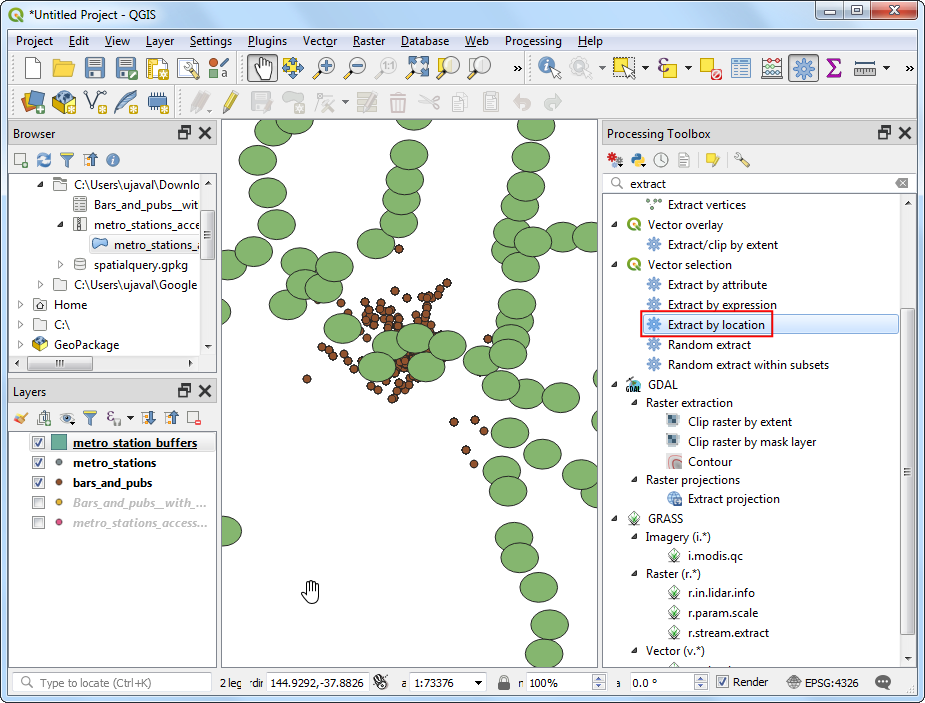 *Untitled Project - QGIS
Project Edit View Layer Settings Plugins Vector Raster Database Web Processing Help
Browser
C:\Users\ujaval\Downlo
Bars_and_pubs__wit
metro_stations_acce
metro_stations_a
spatialquery.gpkg
C:\Users\ujaval\Google
Home
C:\
GeoPackage
Layers
metro_station_buffers
metro_stations
bars_and_pubs
Bars_and_pubs__with_...
metro_stations_access...
Processing Toolbox
extract
Extract vertices
Vector overlay
Extract/clip by extent
Vector selection
Extract by attribute
Extract by expression
Extract by location
Random extract
Random extract within subsets
GDAL
Raster extraction
Clip raster by extent
Clip raster by mask layer
Contour
Raster projections
Extract projection
GRASS
Imagery (i.*)
i.modis.qc
Raster (r.*)
r.in.lidar.info
r.param.scale
r.stream.extract
Vector (v.*)
Type to locate (Ctrl+K) 2 leg 144.9292,-37.8826 1:73376 100% 0.0 ° Render EPSG:4326